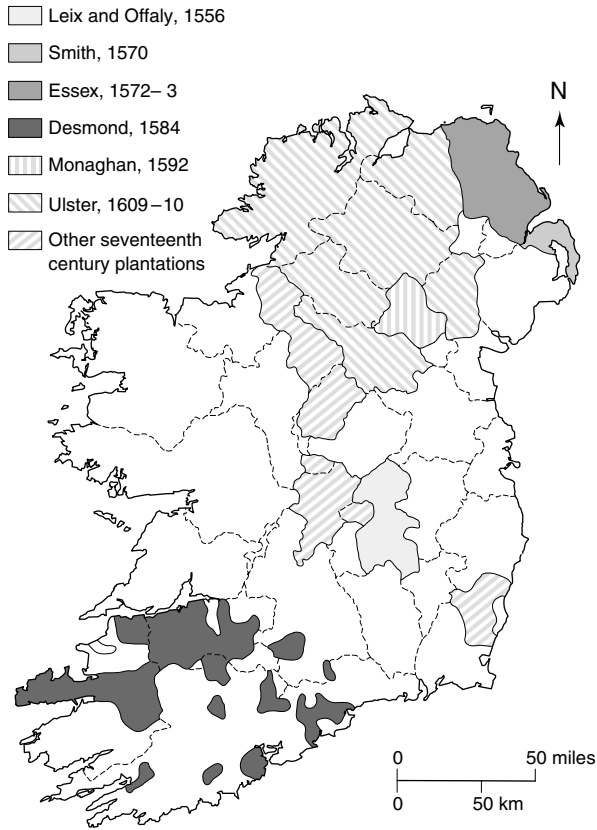 Leix and Offaly, 1556
Smith, 1570
Essex, 1572–3
Desmond, 1584
Monaghan, 1592
Ulster, 1609–10
Other seventeenth
century plantations
N
0 50 miles
0 50 km